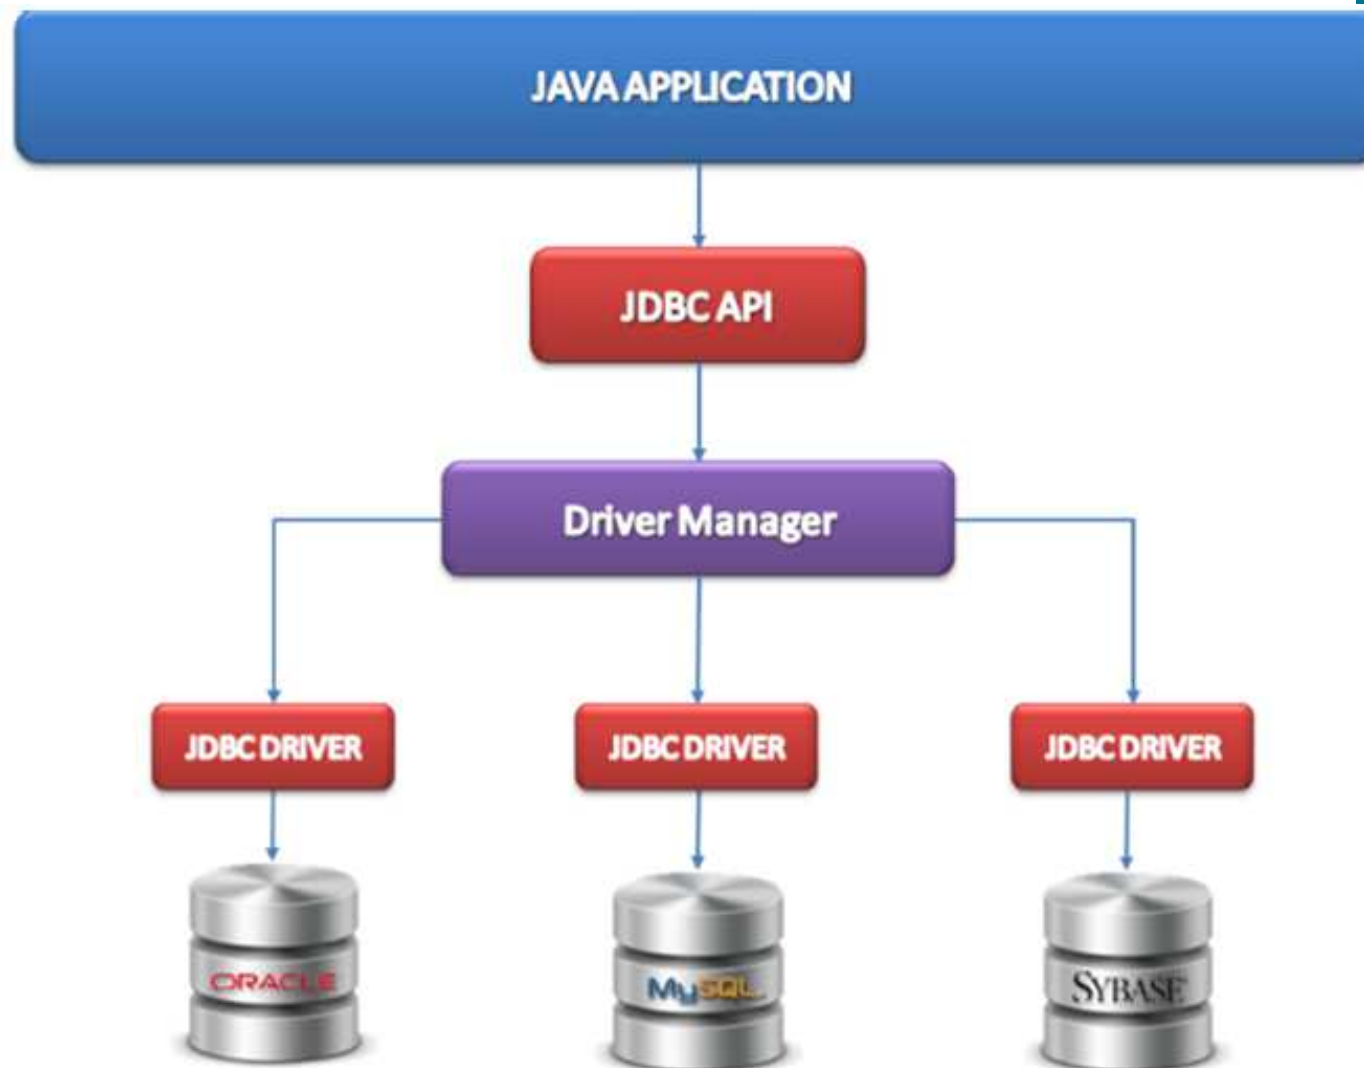 JAVA APPLICATION
JDBC API
Driver Manager
JDBC DRIVER
JDBC DRIVER
JDBC DRIVER
ORACLE
MySQL
SYBASE